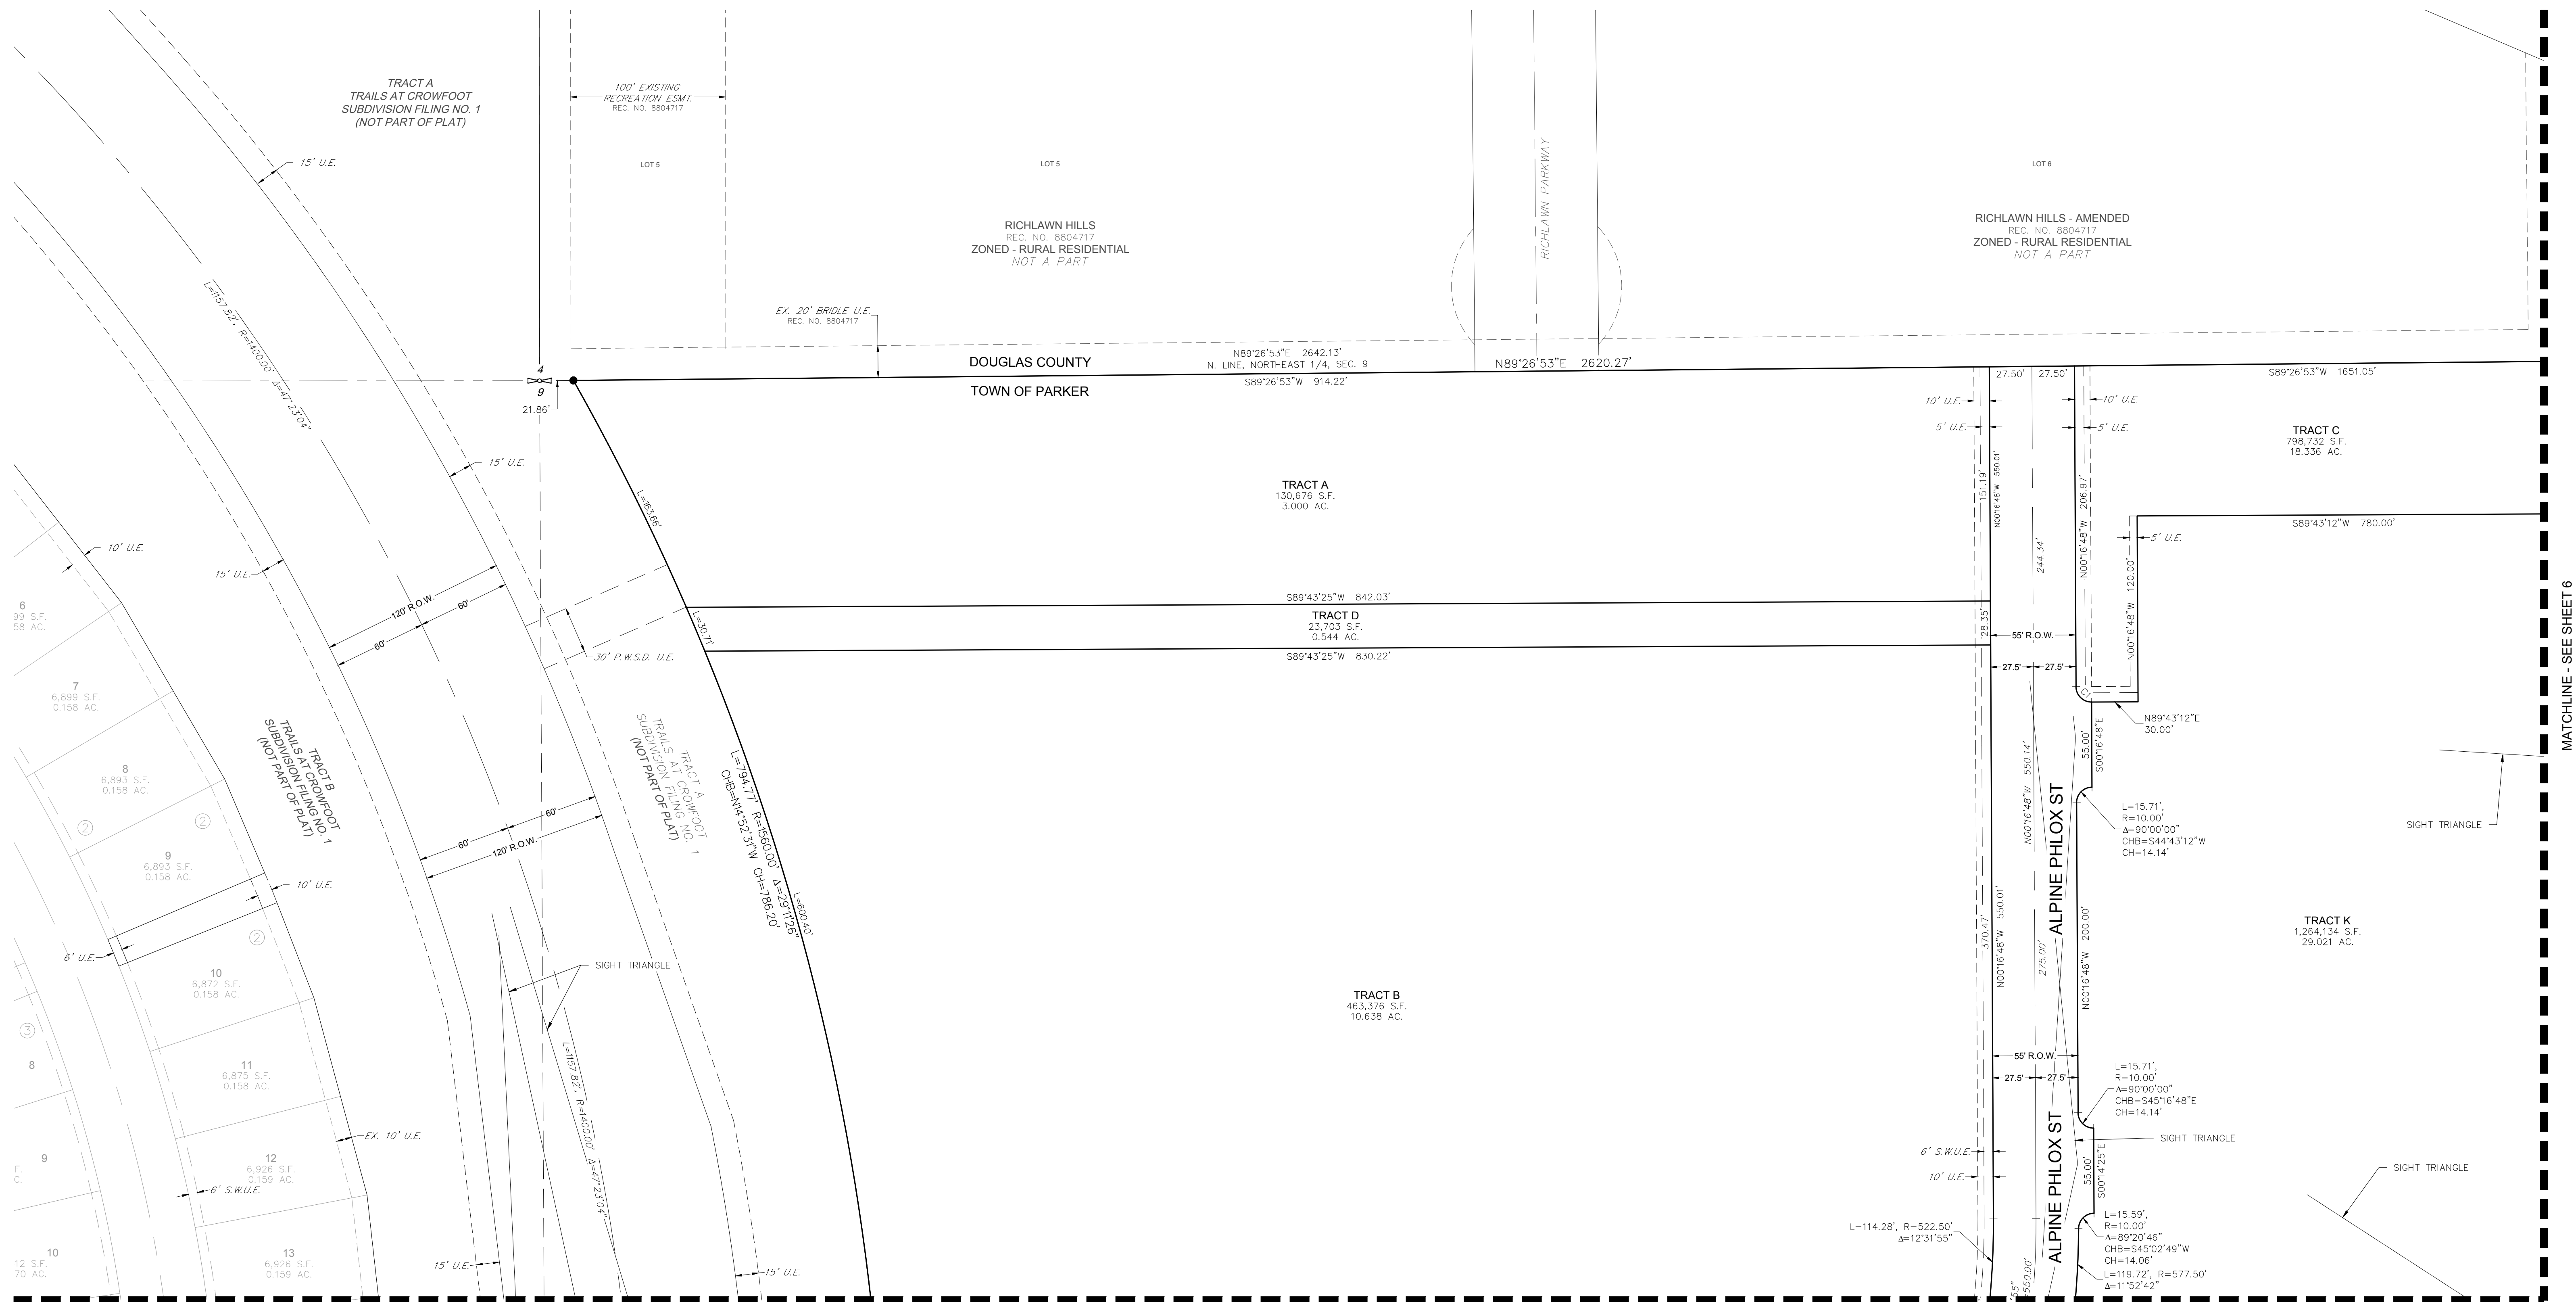 TRACT A
TRAILS AT CROWFOOT
SUBDIVISION FILING NO. 1
(NOT PART OF PLAT)
100' EXISTING
RECREATION ESMT.
REC. NO. 8804717
15' U.E.
LOT 5
LOT 5
LOT 6
RICHLAWN PARKWAY
RICHLAWN HILLS
REC. NO. 8804717
ZONED - RURAL RESIDENTIAL
NOT A PART
RICHLAWN HILLS - AMENDED
REC. NO. 8804717
ZONED - RURAL RESIDENTIAL
NOT A PART
EX. 20' BRIDLE U.E.
REC. NO. 8804717
L=1157.82', R=1400.00' Δ=47°23'04"
4
9
21.86'
DOUGLAS COUNTY
TOWN OF PARKER
N89°26'53"E 2642.13'
N. LINE, NORTHEAST 1/4, SEC. 9
S89°26'53"W 914.22'
N89°26'53"E 2620.27'
27.50'
27.50'
S89°26'53"W 1651.05'
10' U.E.
5' U.E.
10' U.E.
5' U.E.
TRACT C
798,732 S.F.
18.336 AC.
15' U.E.
L=163.66'
TRACT A
130,676 S.F.
3.000 AC.
151.19'
N00°16'48"W 550.01'
244.34'
N00°16'48"W 206.97'
S89°43'12"W 780.00'
5' U.E.
N00°16'48"W 120.00'
10' U.E.
15' U.E.
120' R.O.W.
60'
60'
S89°43'25"W 842.03'
TRACT D
23,703 S.F.
0.544 AC.
S89°43'25"W 830.22'
L=30.71'
30' P.W.S.D. U.E.
28.35'
55' R.O.W.
27.5'
27.5'
C1
N89°43'12"E
30.00'
55.00'
S00°16'48"E
MATCHLINE - SEE SHEET 6
6
99 S.F.
58 AC.
7
6,899 S.F.
0.158 AC.
8
6,893 S.F.
0.158 AC.
2
2
9
6,893 S.F.
0.158 AC.
10' U.E.
2
6' U.E.
10
6,872 S.F.
0.158 AC.
3
8
11
6,875 S.F.
0.158 AC.
EX. 10' U.E.
9
F.
C.
12
6,926 S.F.
0.159 AC.
6' S.W.U.E.
10
12 S.F.
70 AC.
13
6,926 S.F.
0.159 AC.
TRACT B
TRAILS AT CROWFOOT
SUBDIVISION FILING NO. 1
(NOT PART OF PLAT)
TRACT A
TRAILS AT CROWFOOT
SUBDIVISION FILING NO. 1
(NOT PART OF PLAT)
60'
60'
120' R.O.W.
L=794.77' R=1560.00' Δ=29°11'26"
CHB=N14°52'31"W CH=786.20'
L=600.40'
SIGHT TRIANGLE
L=1157.82', R=1400.00' Δ=47°23'04"
15' U.E.
15' U.E.
TRACT B
463,376 S.F.
10.638 AC.
N00°16'48"W 550.14'
ALPINE PHLOX ST
370.47'
N00°16'48"W 550.01'
275.00'
N00°16'48"W 200.00'
L=15.71',
R=10.00'
Δ=90°00'00"
CHB=S44°43'12"W
CH=14.14'
SIGHT TRIANGLE
TRACT K
1,264,134 S.F.
29.021 AC.
55' R.O.W.
27.5'
27.5'
L=15.71',
R=10.00'
Δ=90°00'00"
CHB=S45°16'48"E
CH=14.14'
SIGHT TRIANGLE
SIGHT TRIANGLE
6' S.W.U.E.
10' U.E.
ALPINE PHLOX ST
55.00'
S00°14'25"E
L=114.28', R=522.50'
Δ=12°31'55"
L=15.59',
R=10.00'
Δ=89°20'46"
CHB=S45°02'49"W
CH=14.06'
L=119.72', R=577.50'
Δ=11°52'42"
'55"
=550.00'